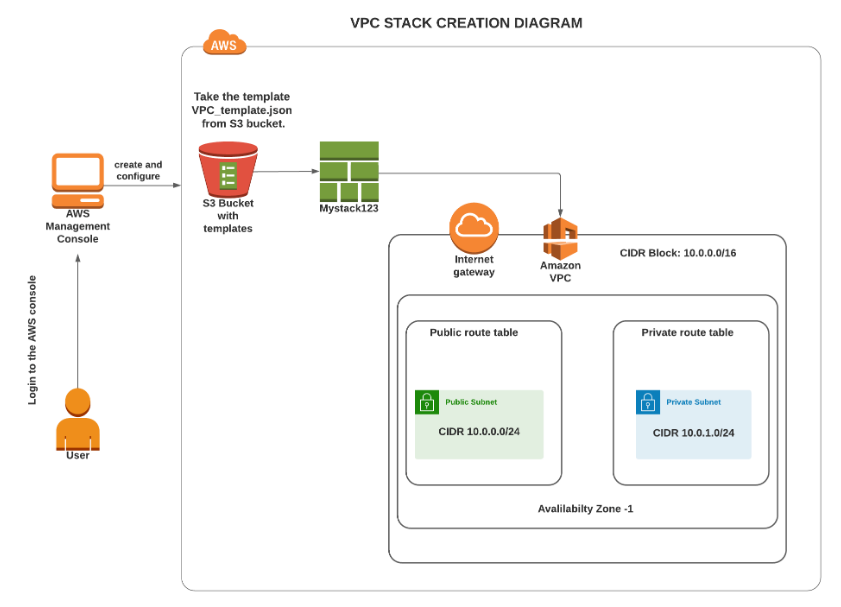 VPC STACK CREATION DIAGRAM
AWS
Take the template
VPC_template.json
from S3 bucket.
create and
configure
AWS
Management
Console
S3 Bucket
with
templates
Mystack123
Internet
gateway
Amazon
VPC
CIDR Block: 10.0.0.0/16
Public route table
Private route table
Public Subnet
CIDR 10.0.0.0/24
Private Subnet
CIDR 10.0.1.0/24
Availalibilty Zone -1
Login to the AWS console
User